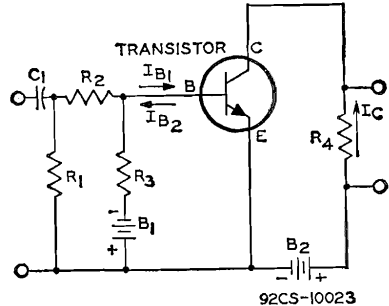 TRANSISTOR
C
C1
R2
IB1
B
IB2
E
IC
R4
R1
R3
-
B1
+
B2
- +
92CS-10023